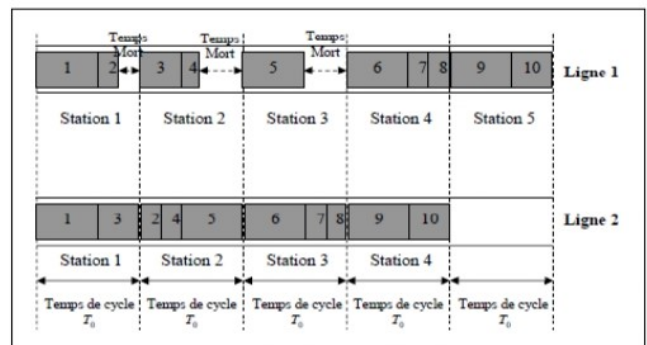 Temps Mort
Temps Mort
Temps Mort
1 2 3 4 5 6 7 8 9 10 Ligne 1
Station 1 Station 2 Station 3 Station 4 Station 5
1 3 2 4 5 6 7 8 9 10 Ligne 2
Station 1 Station 2 Station 3 Station 4
Temps de cycle Temps de cycle Temps de cycle Temps de cycle Temps de cycle
T₀ T₀ T₀ T₀ T₀